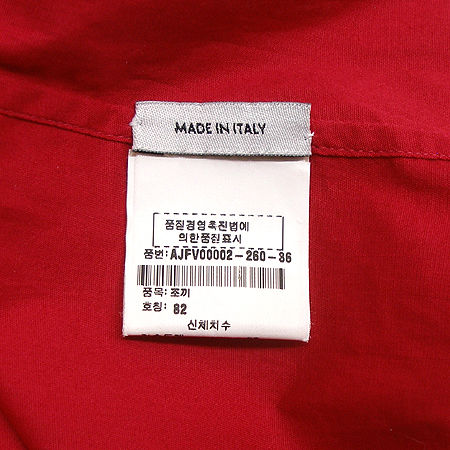 MADE IN ITALY
품질경영촉진법에
의한품질표시
품번: AJFV00002-260-86
품목: 조끼
호칭: 82
신체치수